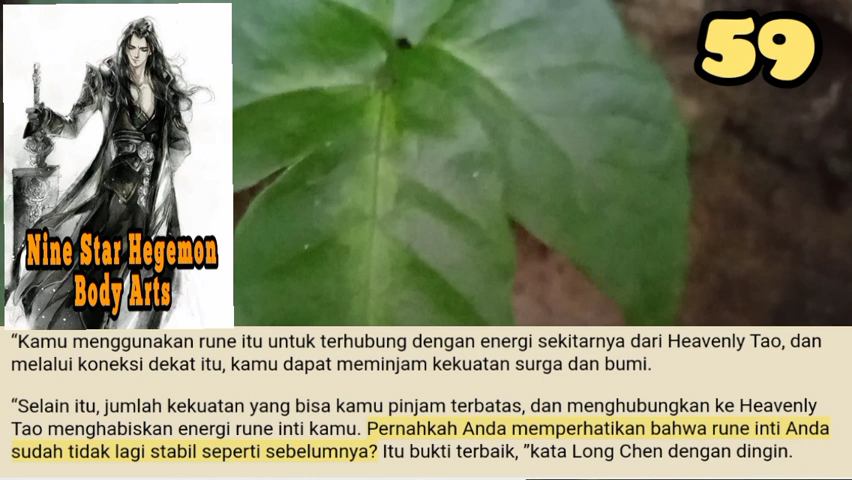 59
Nine Star Hegemon
Body Arts
“Kamu menggunakan rune itu untuk terhubung dengan energi sekitarnya dari Heavenly Tao, dan
melalui koneksi dekat itu, kamu dapat meminjam kekuatan surga dan bumi.
“Selain itu, jumlah kekuatan yang bisa kamu pinjam terbatas, dan menghubungkan ke Heavenly
Tao menghabiskan energi rune inti kamu. Pernahkah Anda memperhatikan bahwa rune inti Anda
sudah tidak lagi stabil seperti sebelumnya? Itu bukti terbaik, ”kata Long Chen dengan dingin.